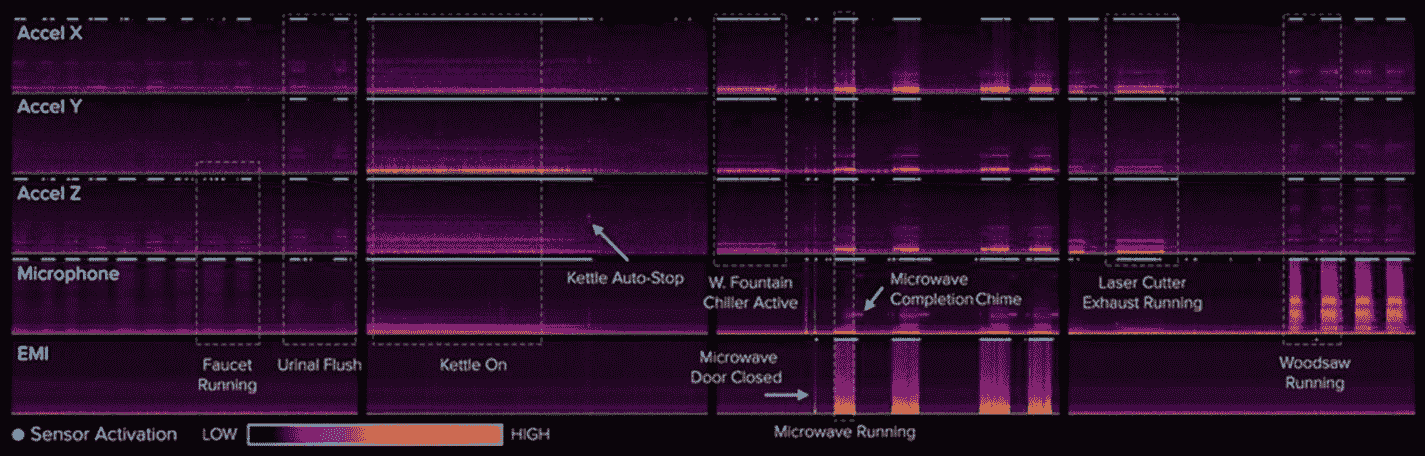 Accel X
Accel Y
Accel Z
Microphone
EMI
Kettle Auto-Stop
W. Fountain
Chiller Active
Microwave
Completion Chime
Laser Cutter
Exhaust Running
Faucet
Running
Urinal Flush
Kettle On
Microwave
Door Closed
Woodsaw
Running
Microwave Running
Sensor Activation
LOW
HIGH